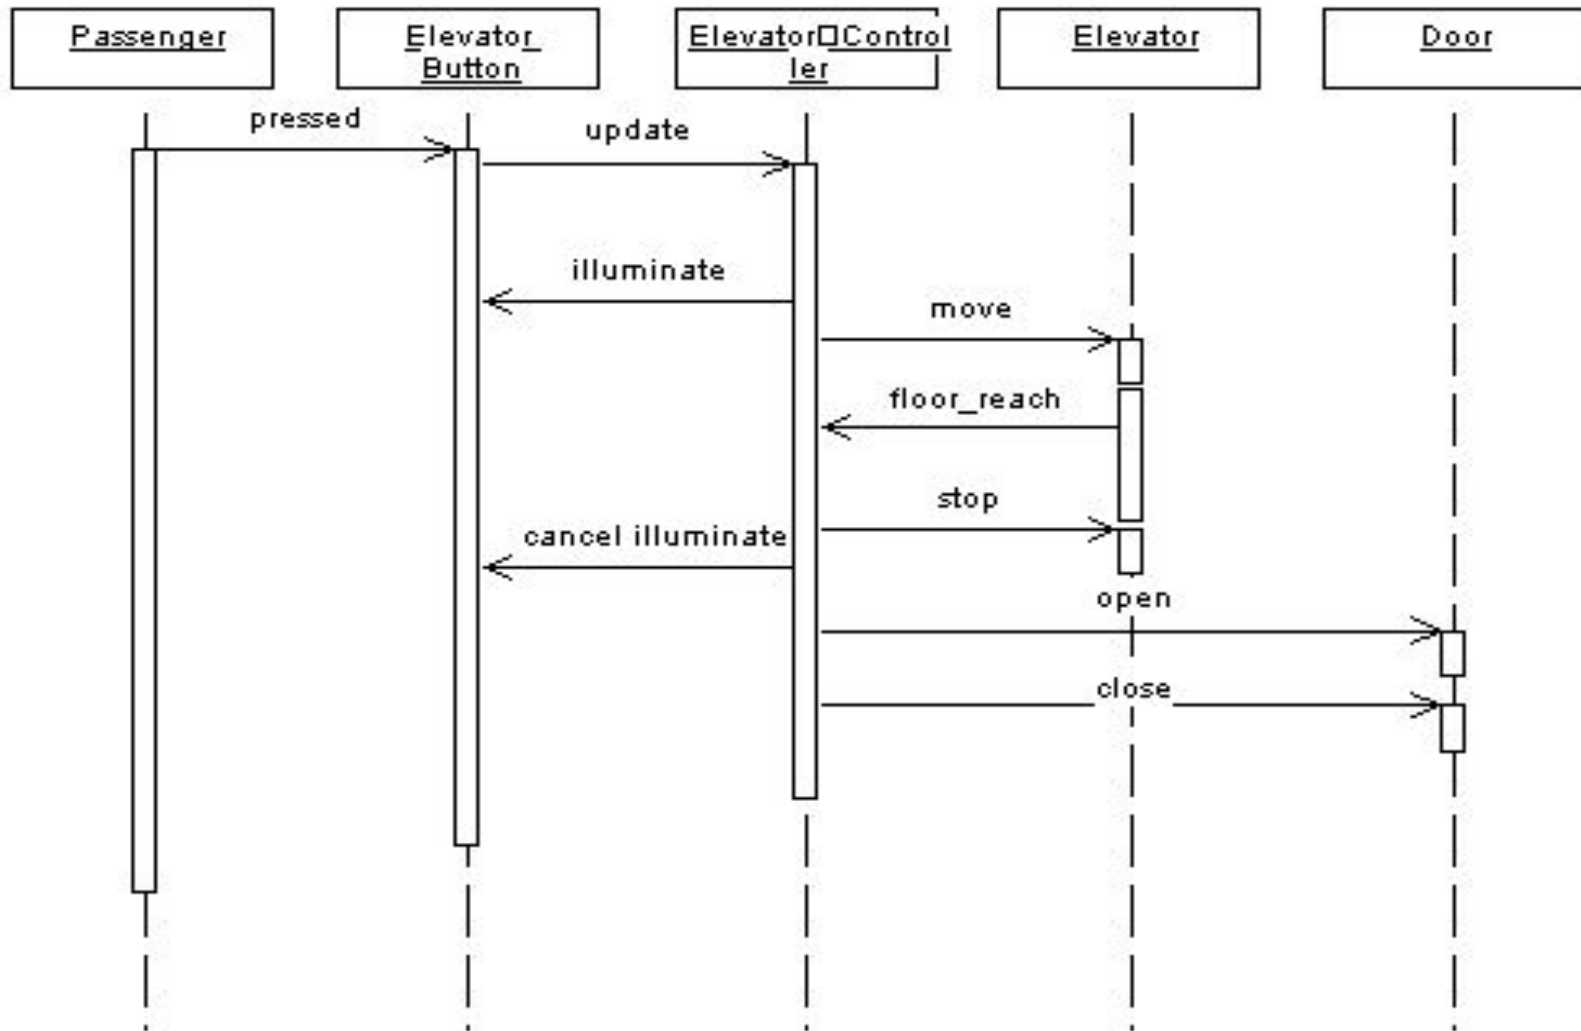 Passenger
Elevator
Button
Elevator□Control
ler
Elevator
Door
pressed
update
illuminate
move
floor_reach
stop
cancel illuminate
open
close